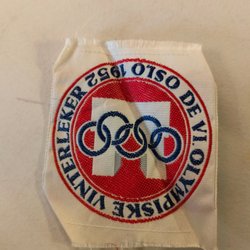 DE VI OLYMPISKE VINTERLEKER OSLO 1952